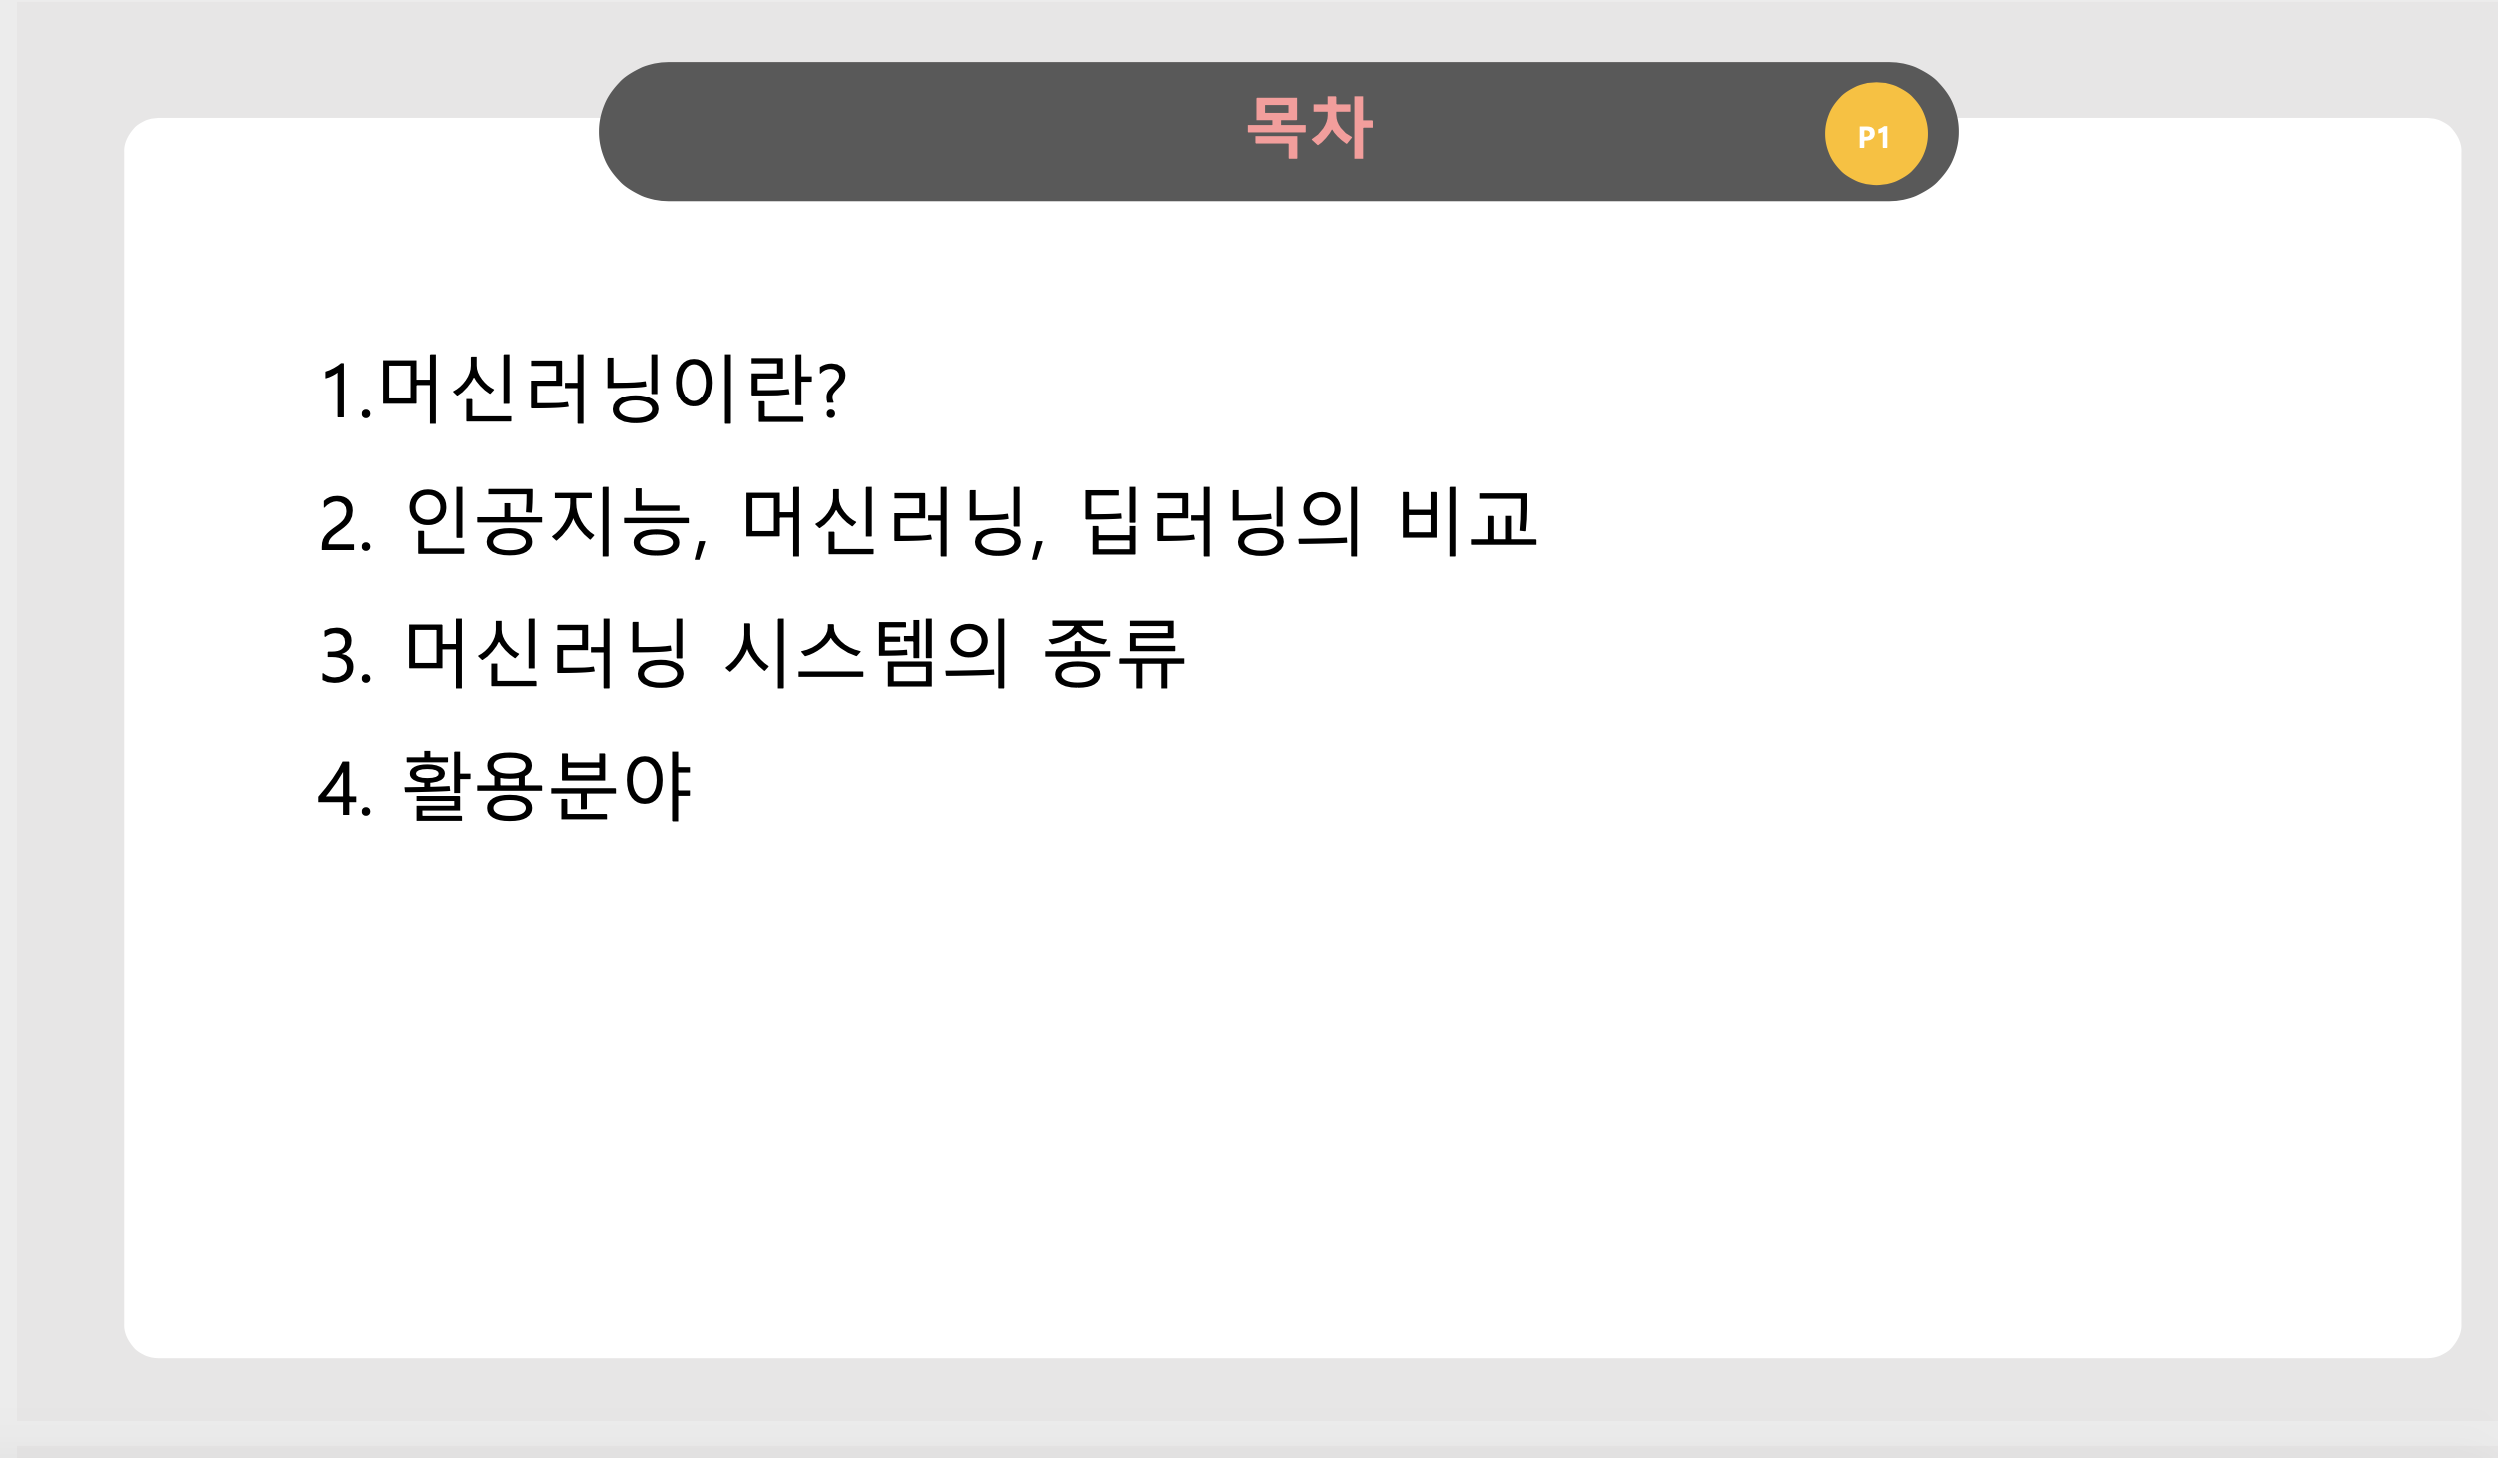 목차
P1
1.머신러닝이란?
2. 인공지능, 머신러닝, 딥러닝의 비교
3. 머신러닝 시스템의 종류
4. 활용분야